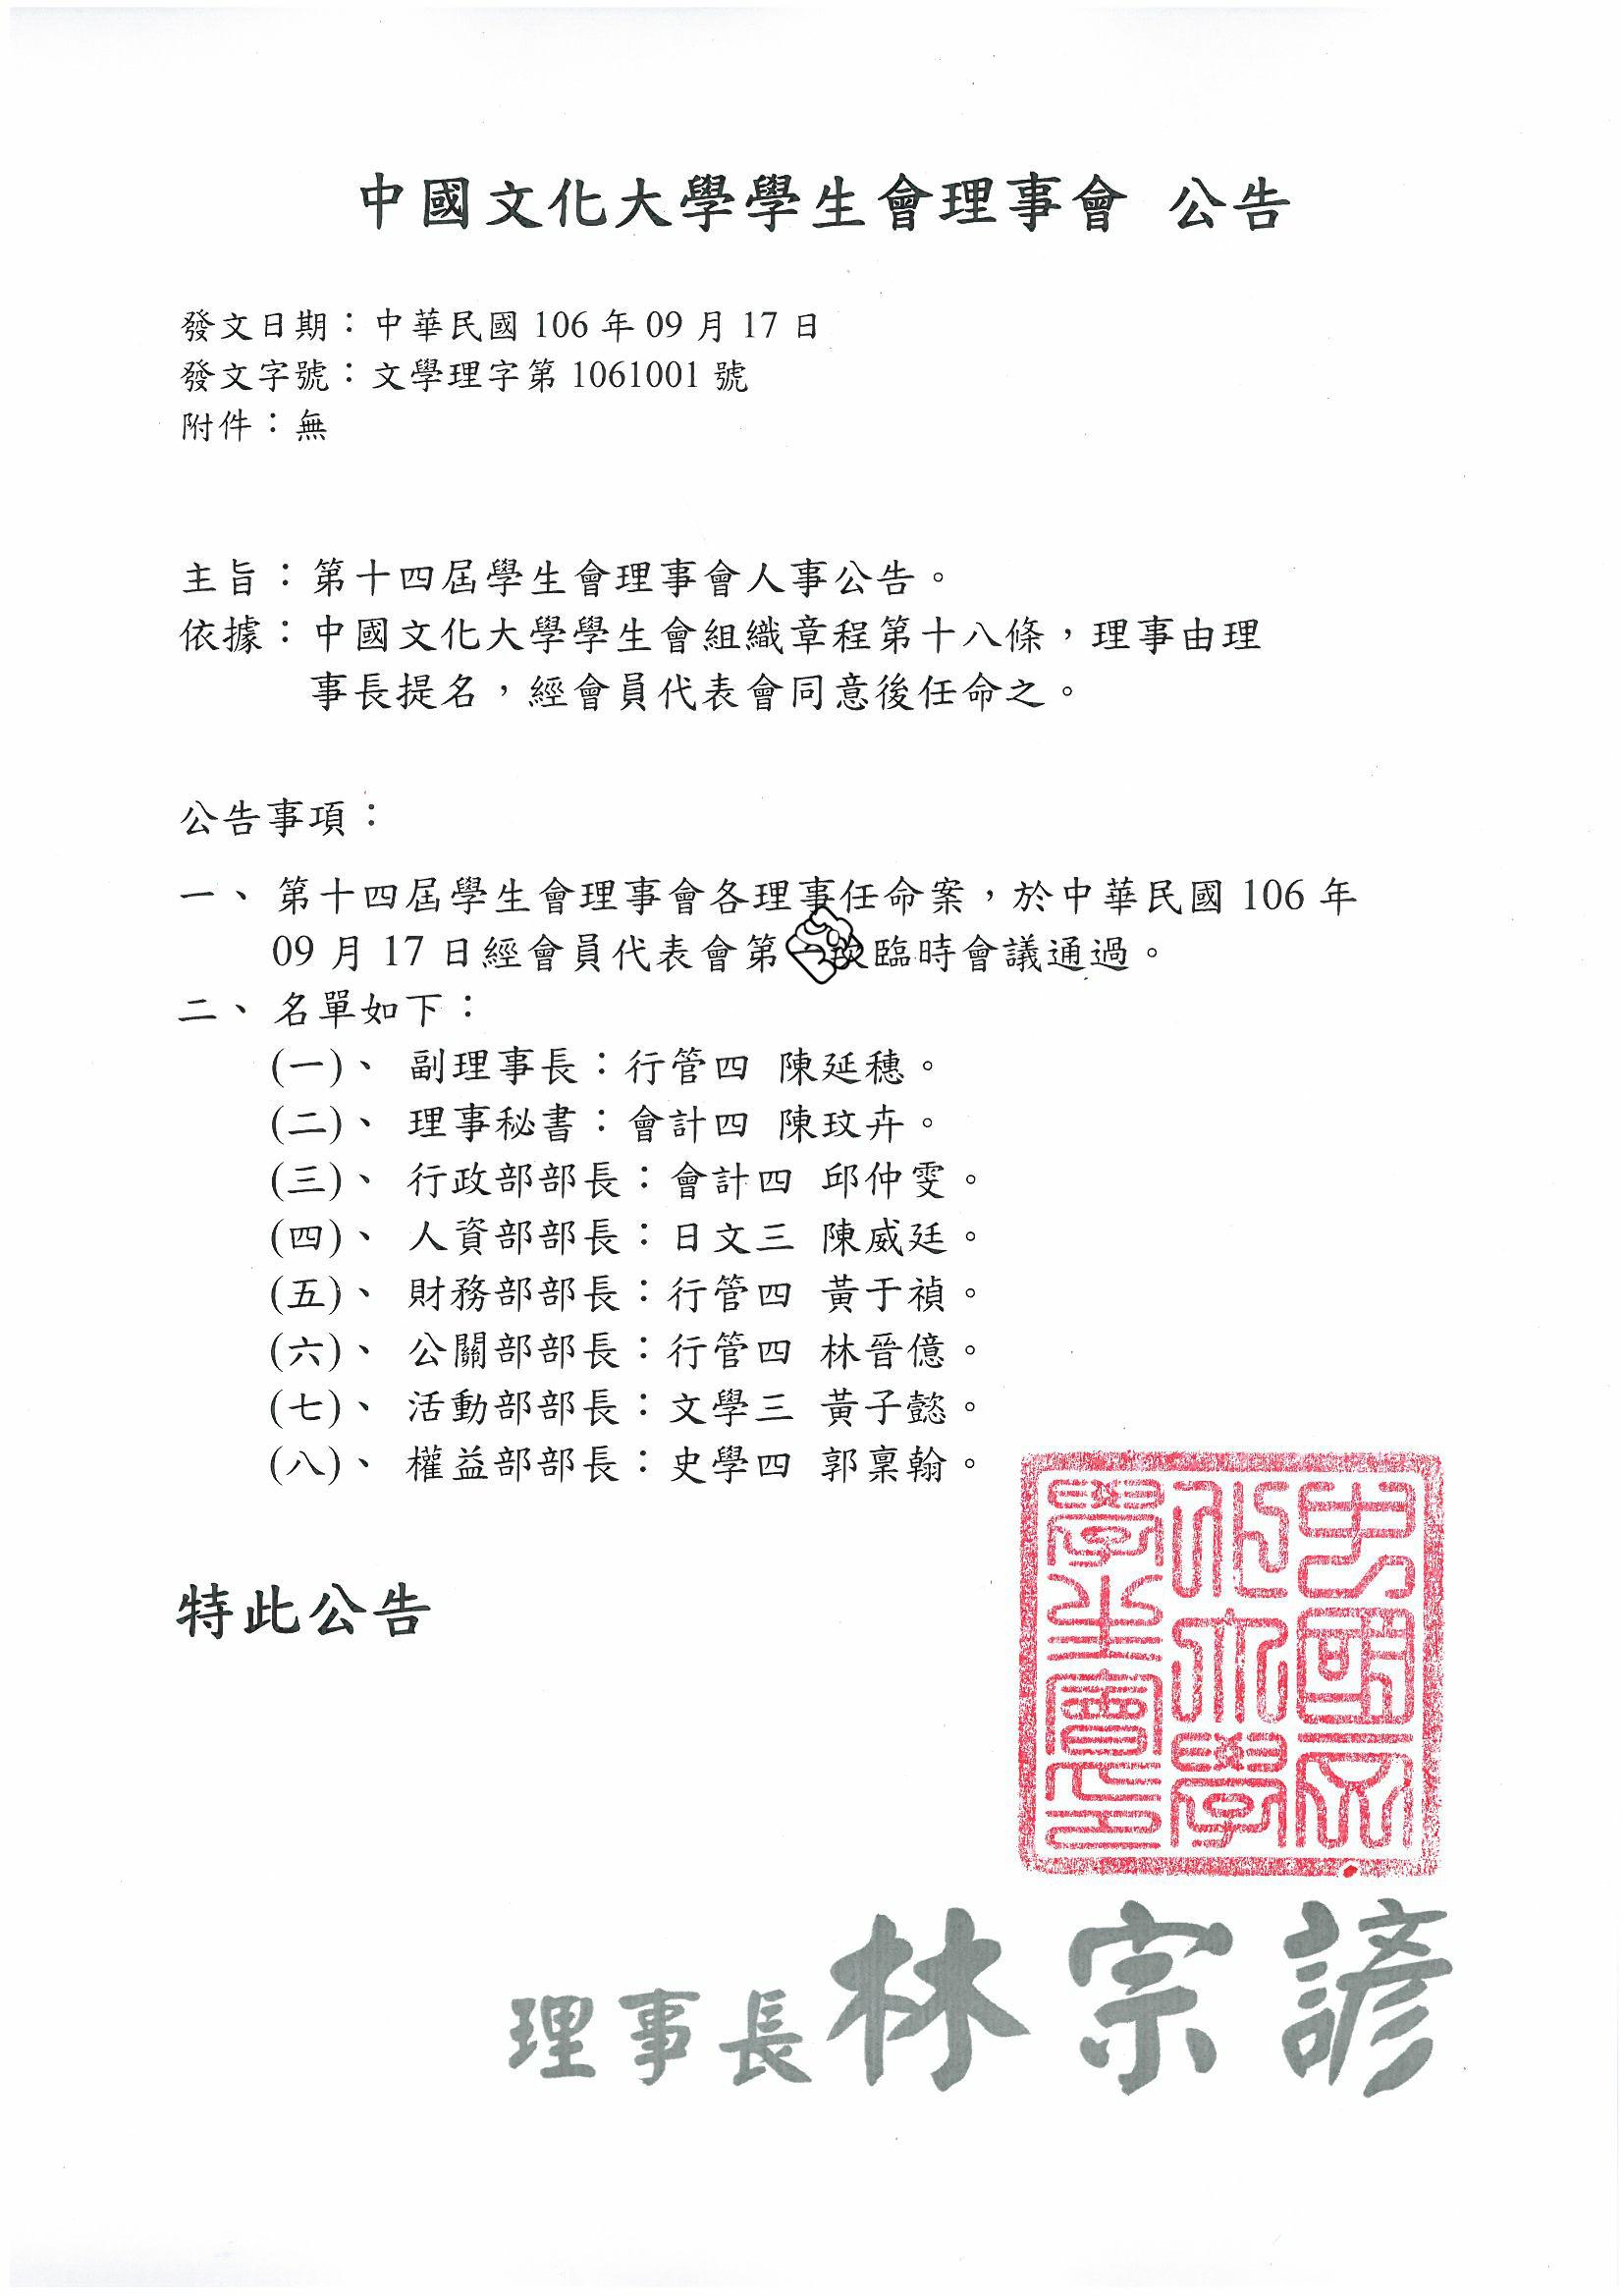 中國文化大學學生會理事會 公告
發文日期：中華民國 106 年 09 月 17 日
發文字號：文學理字第 1061001 號
附件：無
主旨：第十四屆學生會理事會人事公告。
依據：中國文化大學學生會組織章程第十八條，理事由理
事長提名，經會員代表會同意後任命之。
公告事項：
一、 第十四屆學生會理事會各理事任命案，於中華民國 106 年
09 月 17 日經會員代表會第 次臨時會議通過。
二、 名單如下：
(一)、 副理事長：行管四 陳延穗。
(二)、 理事秘書：會計四 陳玟卉。
(三)、 行政部部長：會計四 邱仲雯。
(四)、 人資部部長：日文三 陳威廷。
(五)、 財務部部長：行管四 黃于禎。
(六)、 公關部部長：行管四 林晉億。
(七)、 活動部部長：文學三 黃子懿。
(八)、 權益部部長：史學四 郭稟翰。
特此公告
中國文
化大學
學生會印
理事長 林宗諺